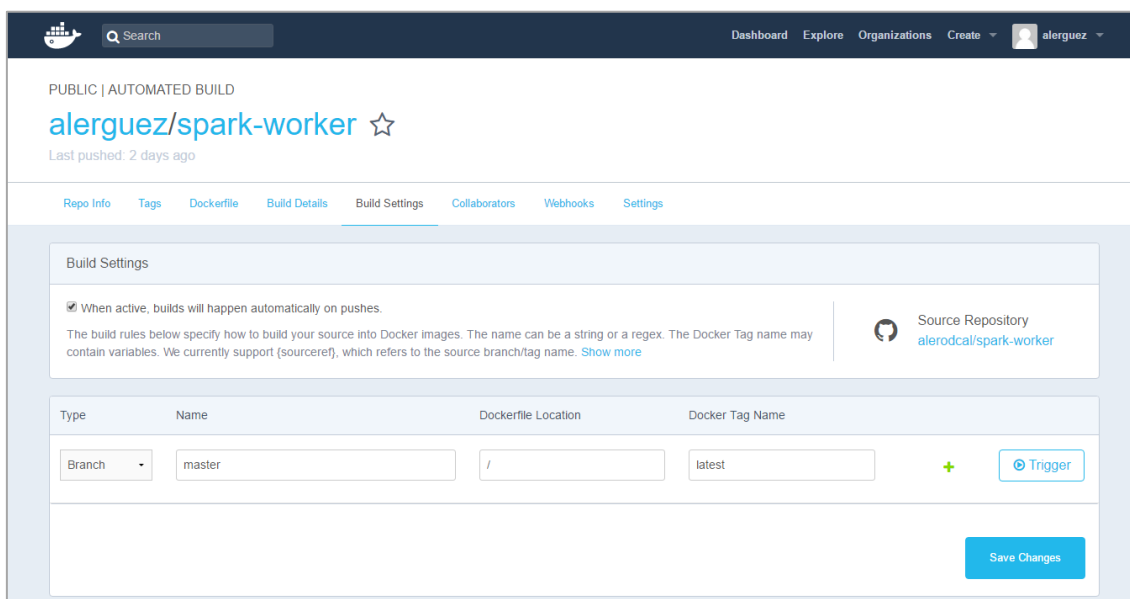 Search
Dashboard Explore Organizations Create alerguez
PUBLIC | AUTOMATED BUILD
alerguez/spark-worker
Last pushed: 2 days ago
Repo Info Tags Dockerfile Build Details Build Settings Collaborators Webhooks Settings
Build Settings
When active, builds will happen automatically on pushes.
The build rules below specify how to build your source into Docker images. The name can be a string or a regex. The Docker Tag name may
contain variables. We currently support {sourceref}, which refers to the source branch/tag name. Show more
Source Repository
alerodcal/spark-worker
Type Name Dockerfile Location Docker Tag Name
Branch master / latest + Trigger
Save Changes